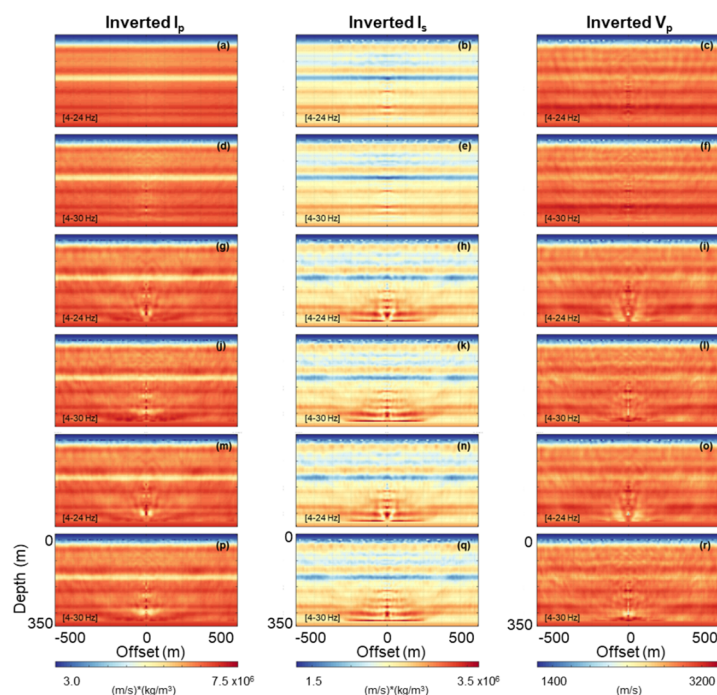 Inverted Ip Inverted Is Inverted Vp
(a) (b) (c)
[4-24 Hz] [4-24 Hz] [4-24 Hz]
(d) (e) (f)
[4-30 Hz] [4-30 Hz] [4-30 Hz]
(g) (h) (i)
[4-24 Hz] [4-24 Hz] [4-24 Hz]
(j) (k) (l)
[4-30 Hz] [4-30 Hz] [4-30 Hz]
(m) (n) (o)
[4-24 Hz] [4-24 Hz] [4-24 Hz]
0 0 0
(p) (q) (r)
Depth (m)
[4-30 Hz] [4-30 Hz] [4-30 Hz]
350 350 350
-500 0 500 -500 0 500 -500 0 500
Offset (m) Offset (m) Offset (m)
3.0 7.5 x10⁶ 1.5 3.5 x10⁶ 1400 3200
(m/s)*(kg/m³) (m/s)*(kg/m³) m/s